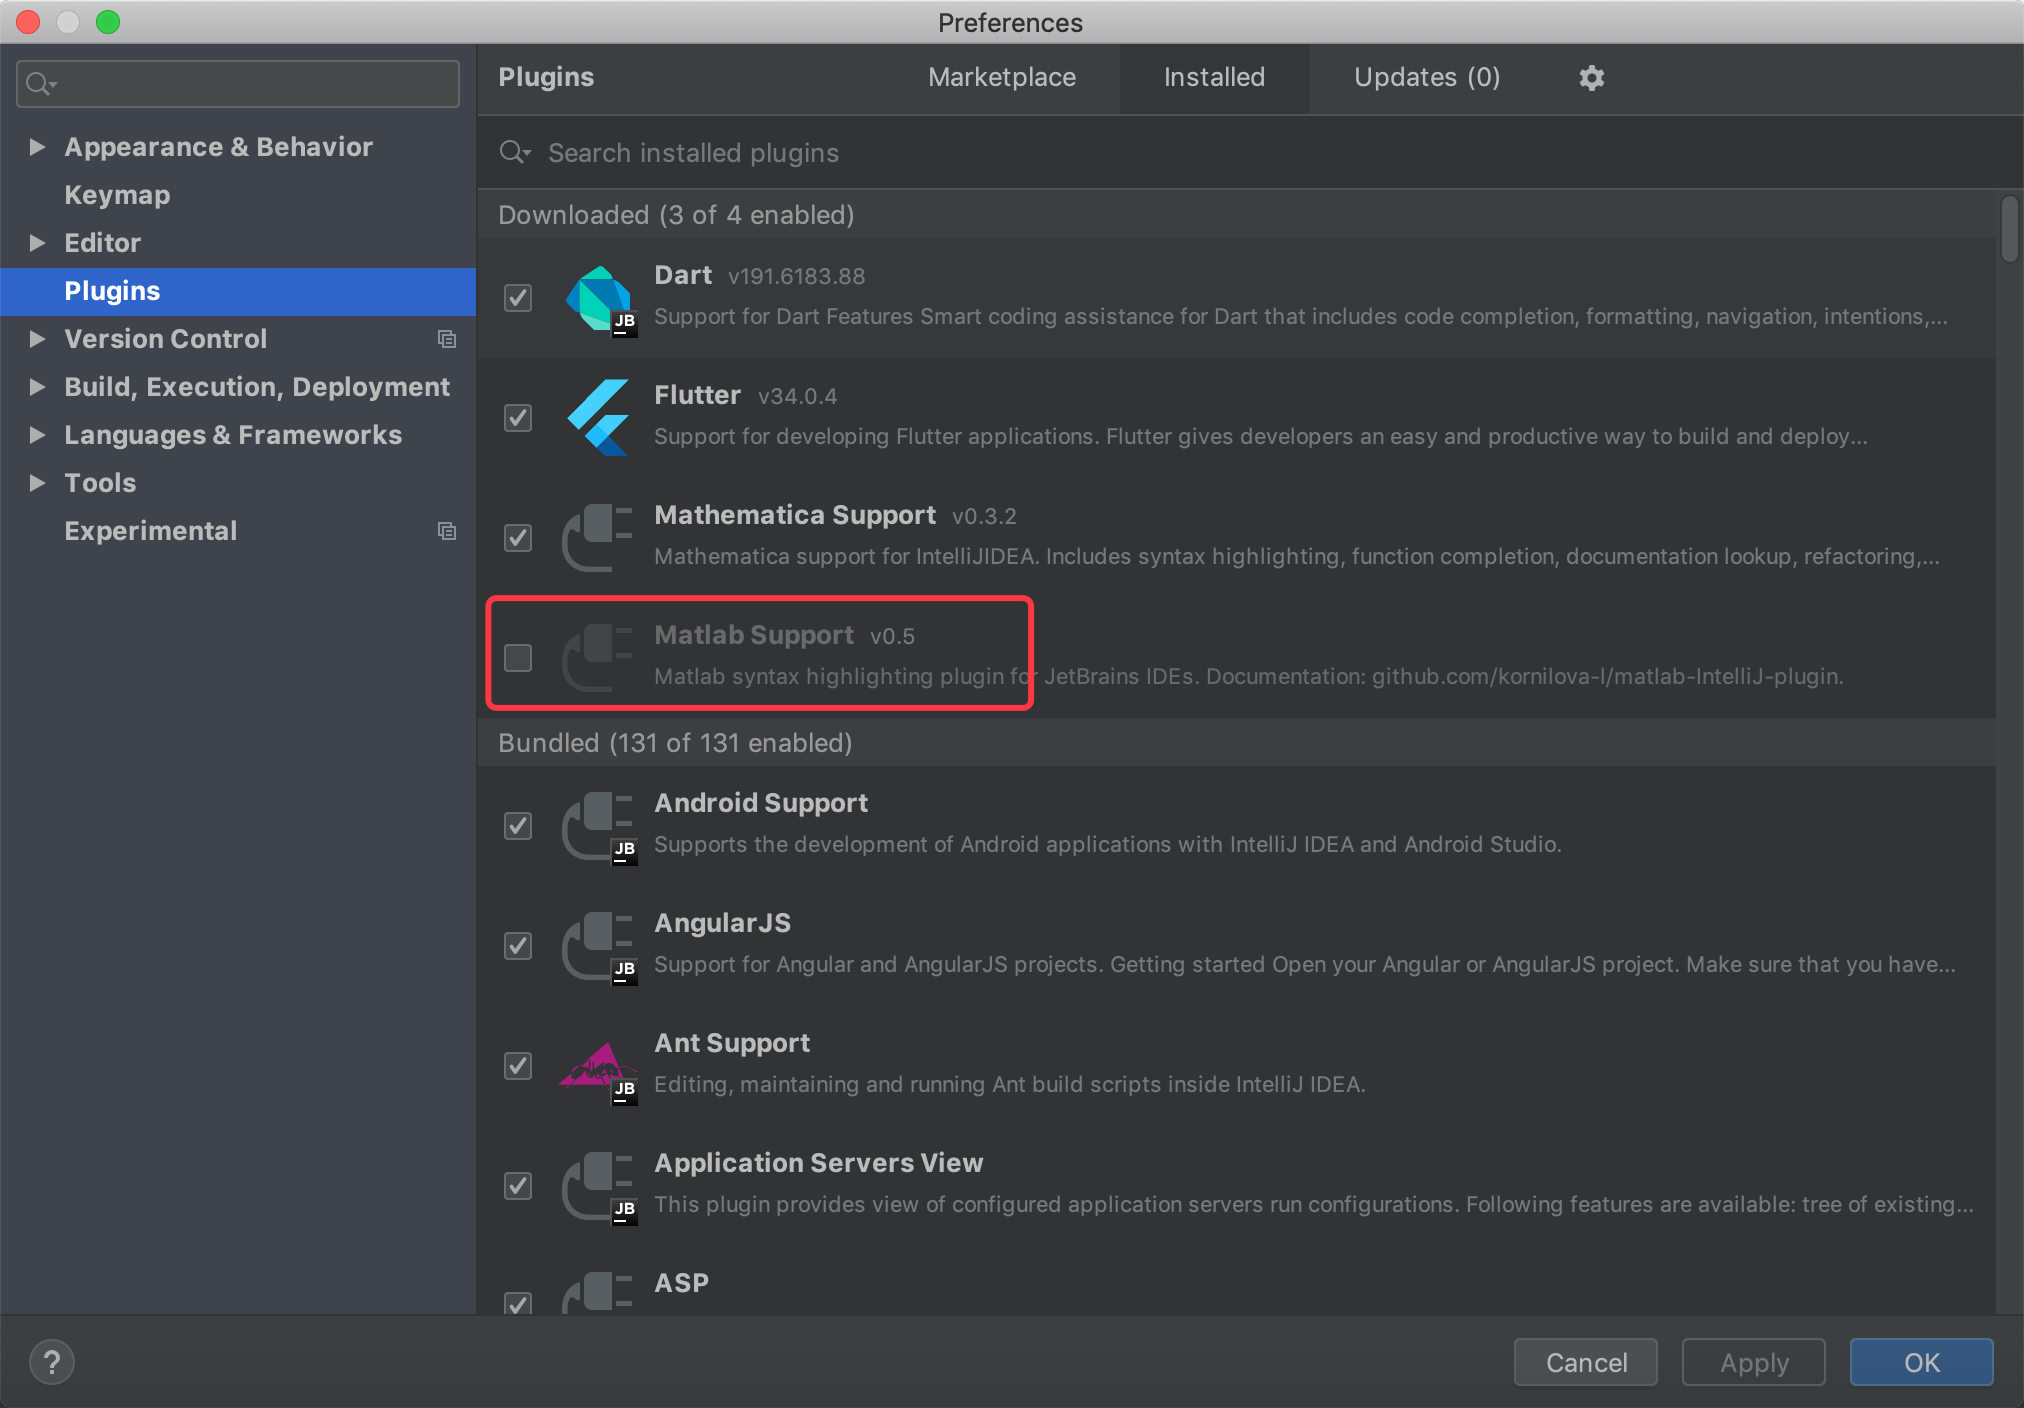 Preferences
Plugins
Marketplace
Installed
Updates (0)
Appearance & Behavior
Keymap
Editor
Plugins
Version Control
Build, Execution, Deployment
Languages & Frameworks
Tools
Experimental
Search installed plugins
Downloaded (3 of 4 enabled)
Dart v191.6183.88
Support for Dart Features Smart coding assistance for Dart that includes code completion, formatting, navigation, intentions,...
JB
Flutter v34.0.4
Support for developing Flutter applications. Flutter gives developers an easy and productive way to build and deploy...
Mathematica Support v0.3.2
Mathematica support for IntelliJIDEA. Includes syntax highlighting, function completion, documentation lookup, refactoring,...
Matlab Support v0.5
Matlab syntax highlighting plugin for JetBrains IDEs. Documentation: github.com/kornilova-l/matlab-IntelliJ-plugin.
Bundled (131 of 131 enabled)
Android Support
Supports the development of Android applications with IntelliJ IDEA and Android Studio.
JB
AngularJS
Support for Angular and AngularJS projects. Getting started Open your Angular or AngularJS project. Make sure that you have...
JB
Ant Support
Editing, maintaining and running Ant build scripts inside IntelliJ IDEA.
JB
Application Servers View
This plugin provides view of configured application servers run configurations. Following features are available: tree of existing...
JB
ASP
?
Cancel
Apply
OK